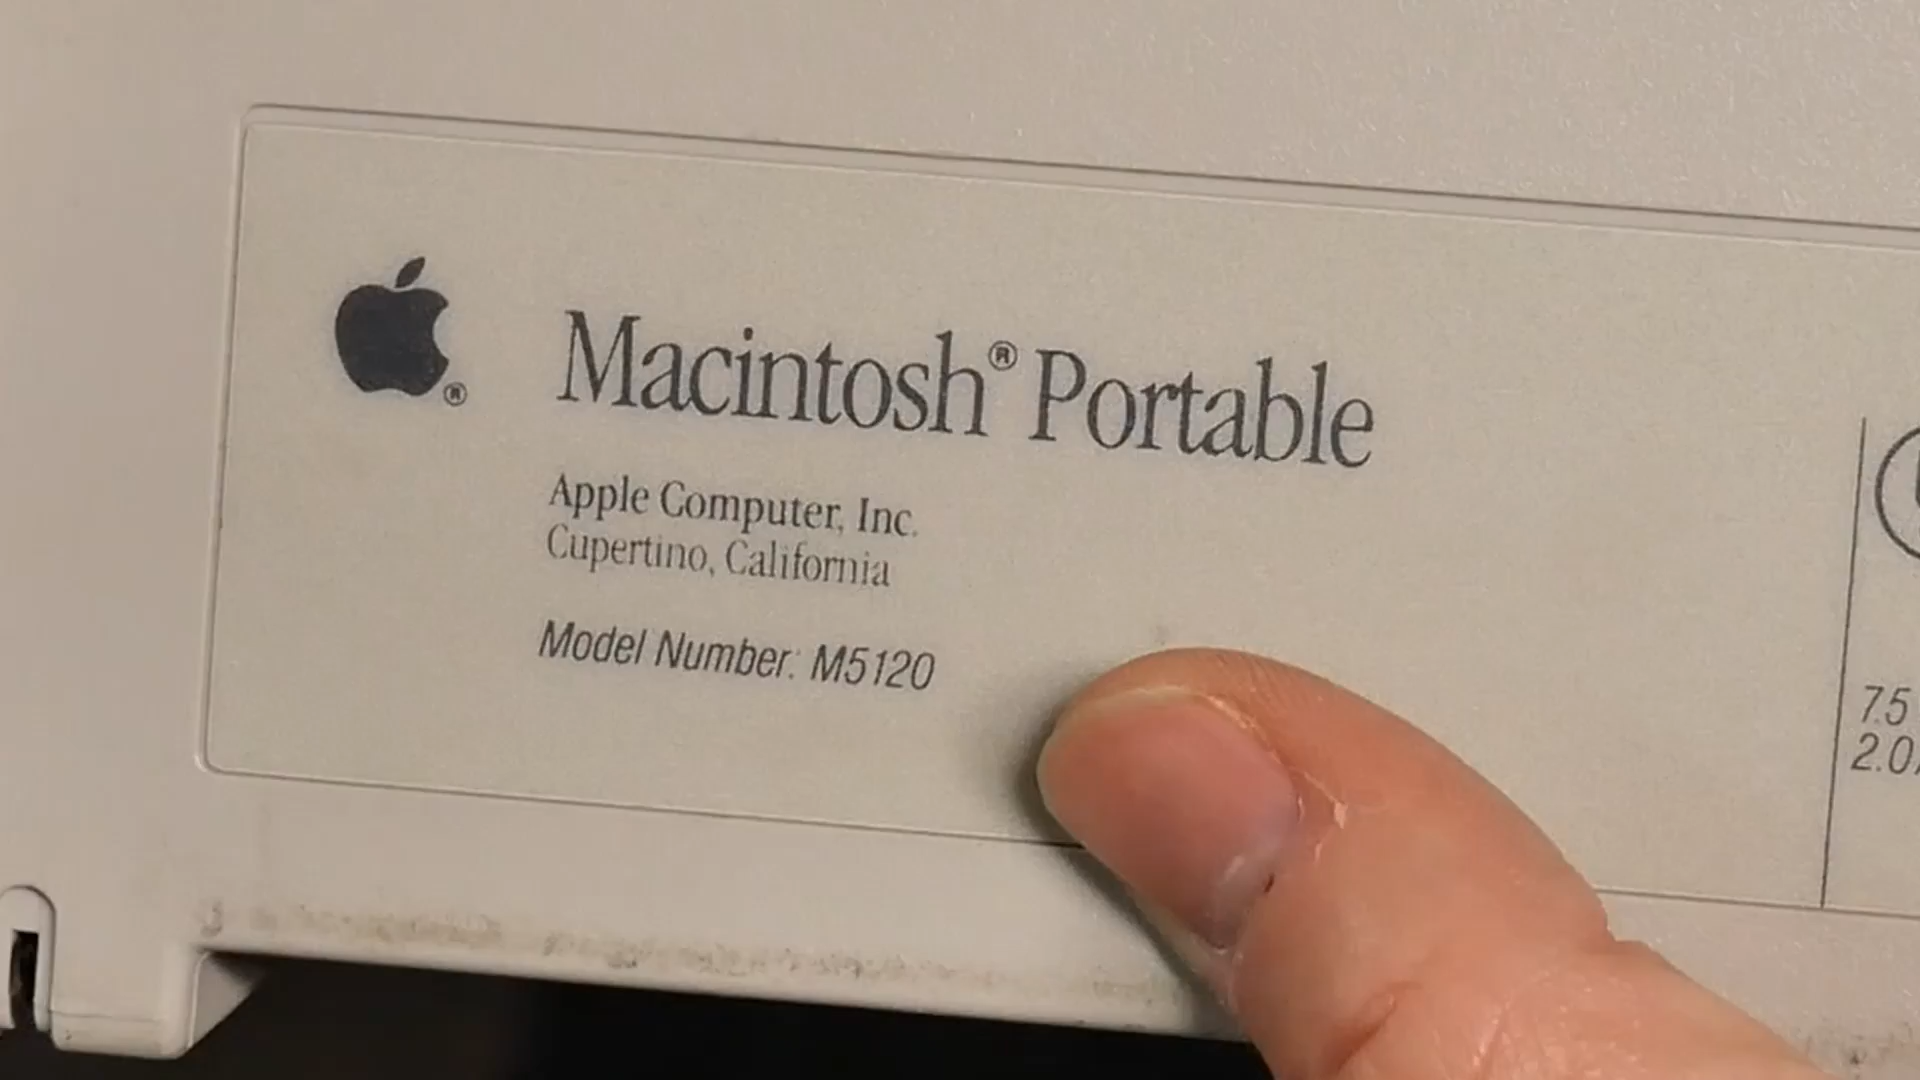 Macintosh® Portable
Apple Computer, Inc.
Cupertino, California
Model Number: M5120
®
7.5
2.0